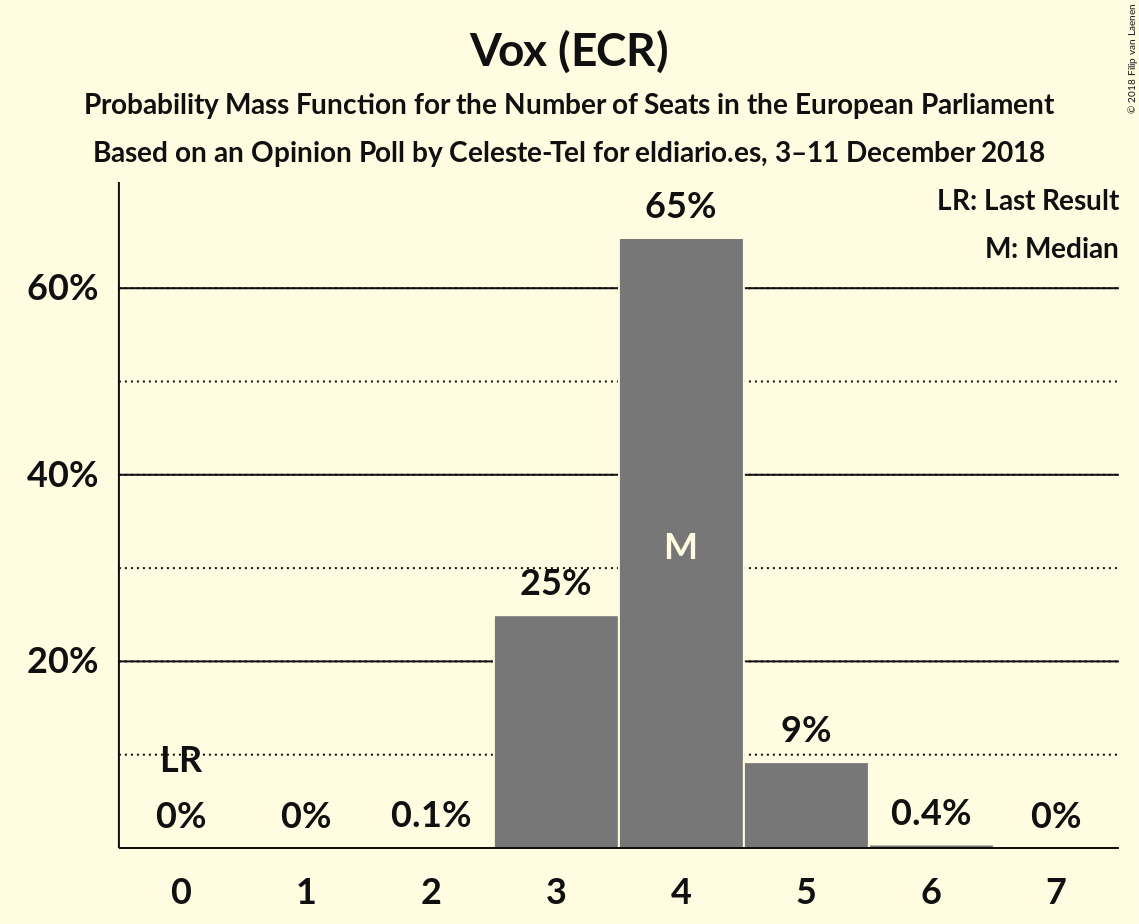 Vox (ECR)
Probability Mass Function for the Number of Seats in the European Parliament
Based on an Opinion Poll by Celeste-Tel for eldiario.es, 3–11 December 2018
© 2018 Filip van Laenen
LR: Last Result
M: Median
65%
60%
40%
M
25%
20%
9%
LR
0%
0%
0.1%
0.4%
0%
0 1 2 3 4 5 6 7